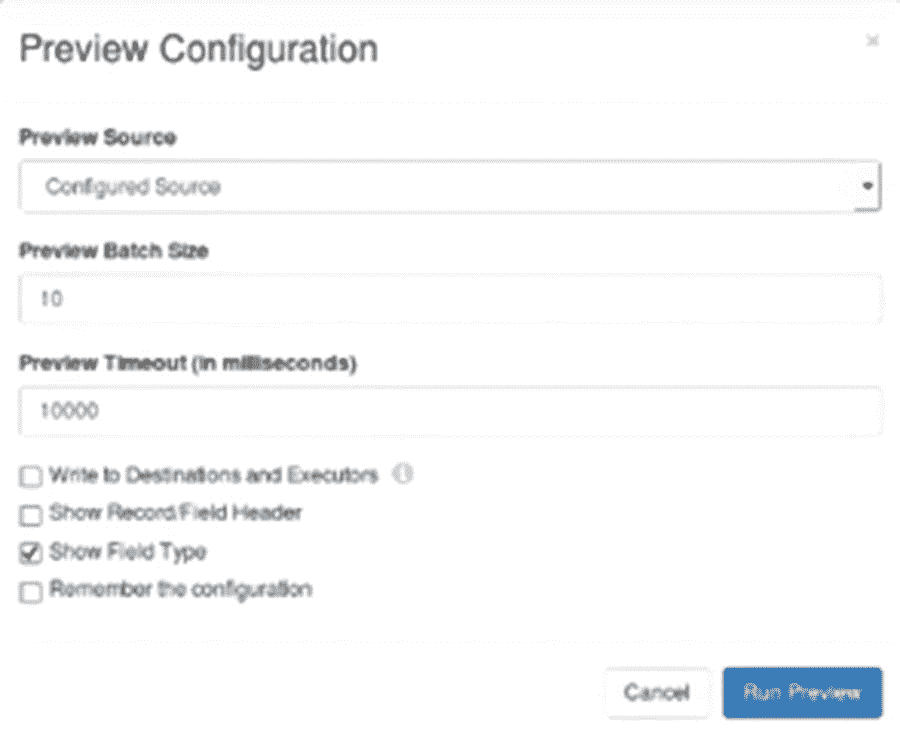 Preview Configuration
Preview Source
Configured Source
Preview Batch Size
10
Preview Timeout (in milliseconds)
10000
Write to Destinations and Executors
Show Record/Field Header
Show Field Type
Remember the configuration
Cancel Run Preview